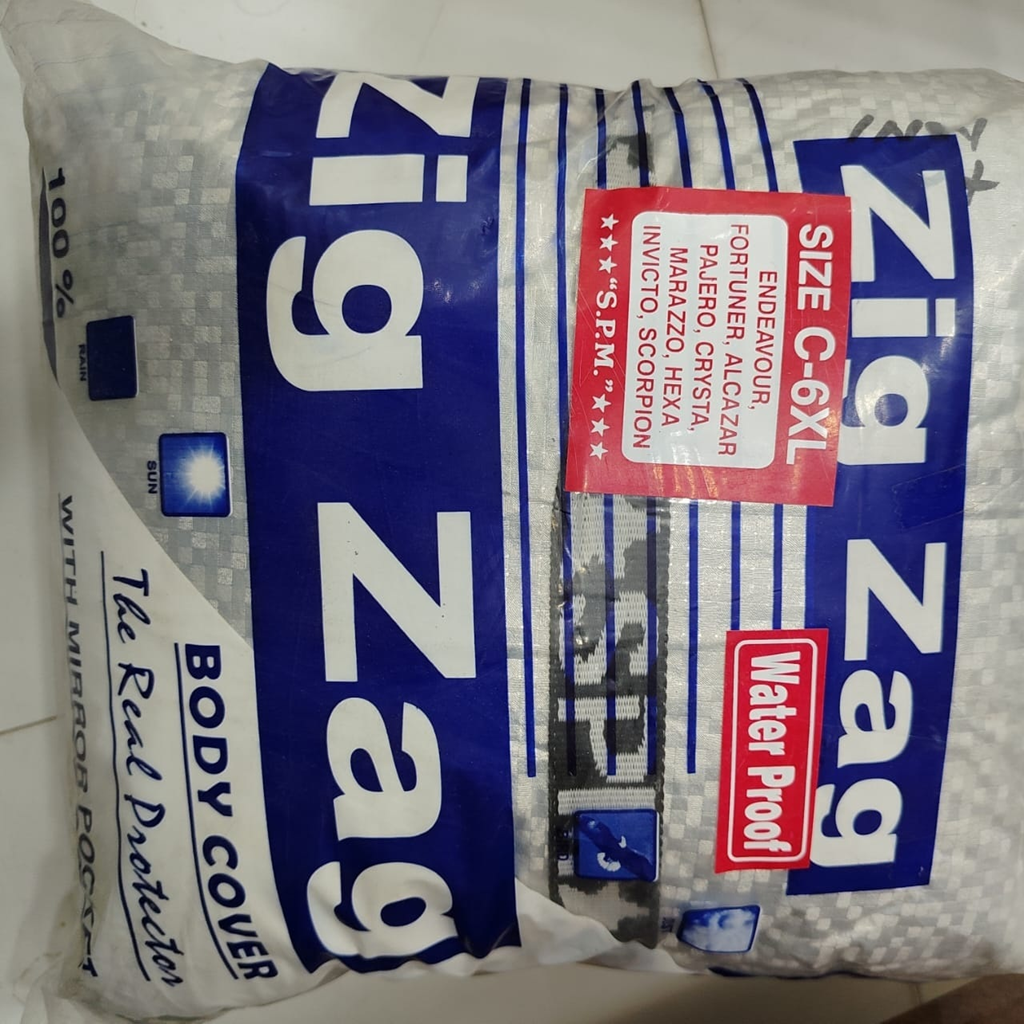 Zig Zag
SIZE C-6XL
ENDEAVOUR,
FORTUNER, ALCAZAR
PAJERO, CRYSTA,
MARAZZO, HEXA
INVICTO, SCORPION
★★★"S.P.M."★★★
Water Proof
Zig Zag
BODY COVER
The Real Protector
WITH MIRROR POCKET
100 %
RAIN
SUN